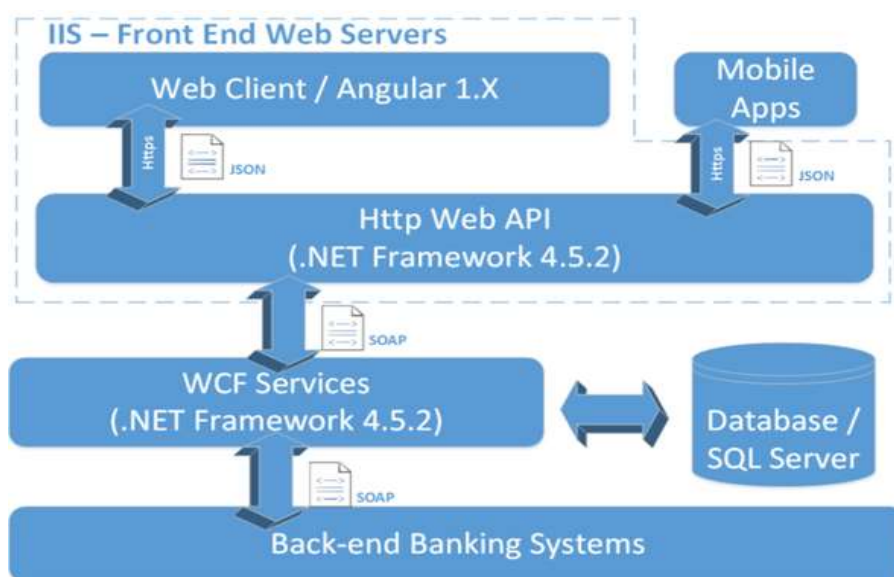 IIS – Front End Web Servers
Web Client / Angular 1.X
Mobile
Apps
Https
JSON
Https
JSON
Http Web API
(.NET Framework 4.5.2)
SOAP
WCF Services
(.NET Framework 4.5.2)
Database /
SQL Server
SOAP
Back-end Banking Systems